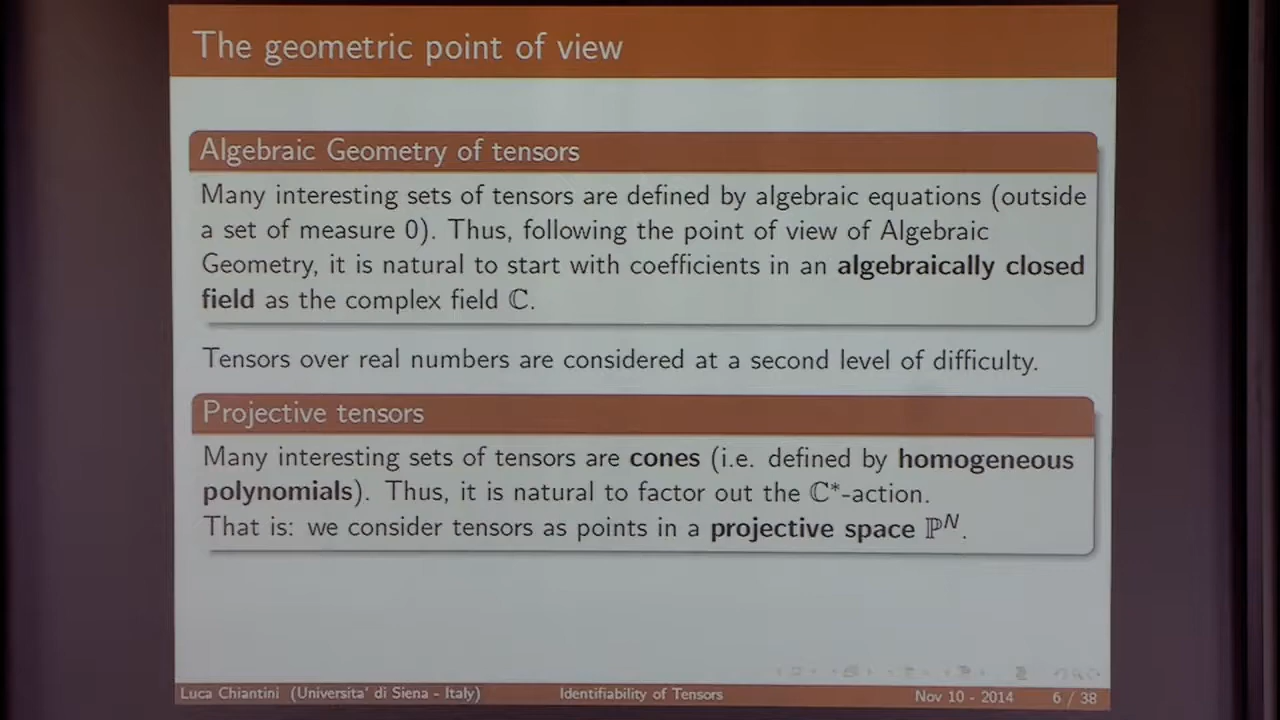 The geometric point of view
Algebraic Geometry of tensors
Many interesting sets of tensors are defined by algebraic equations (outside
a set of measure 0). Thus, following the point of view of Algebraic
Geometry, it is natural to start with coefficients in an algebraically closed
field as the complex field ℂ.
Tensors over real numbers are considered at a second level of difficulty.
Projective tensors
Many interesting sets of tensors are cones (i.e. defined by homogeneous
polynomials). Thus, it is natural to factor out the ℂ*-action.
That is: we consider tensors as points in a projective space ℙᴺ.
Luca Chiantini (Universita' di Siena - Italy) Identifiability of Tensors Nov 10 - 2014 6 / 38